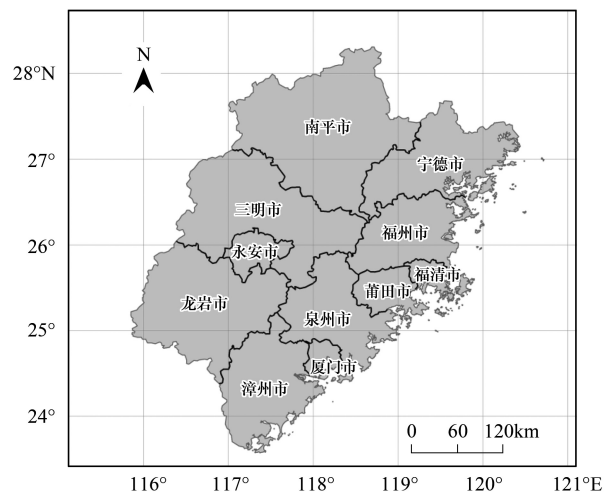 N
28°N
27°
26°
25°
24°
南平市
宁德市
三明市
福州市
永安市
福清市
莆田市
龙岩市
泉州市
厦门市
漳州市
0 60 120km
116° 117° 118° 119° 120° 121°E